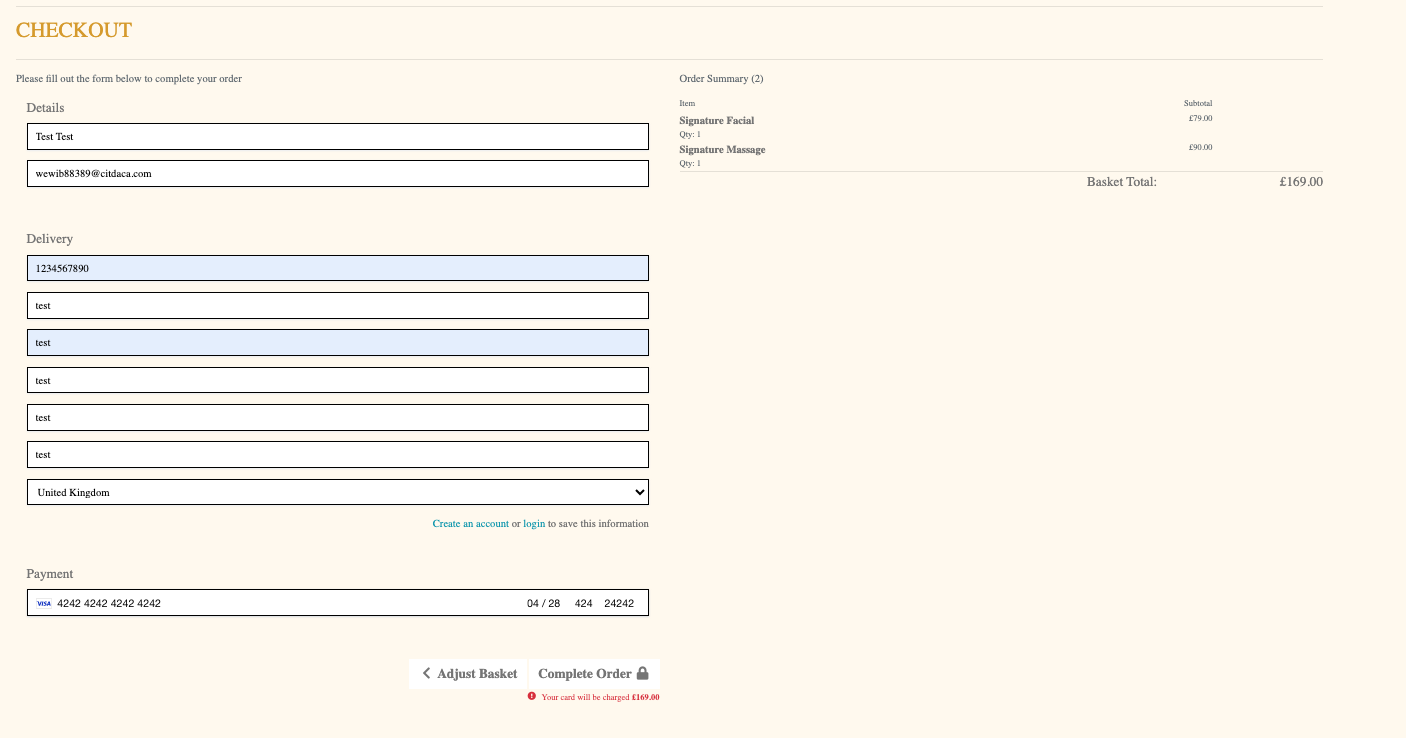 CHECKOUT
Please fill out the form below to complete your order
Details
Test Test
wewib88389@citdaca.com
Delivery
1234567890
test
test
test
test
test
United Kingdom
Create an account or login to save this information
Payment
VISA 4242 4242 4242 4242 04 / 28 424 24242
Adjust Basket Complete Order
Your card will be charged £169.00
Order Summary (2)
Item Subtotal
Signature Facial £79.00
Qty: 1
Signature Massage £90.00
Qty: 1
Basket Total: £169.00